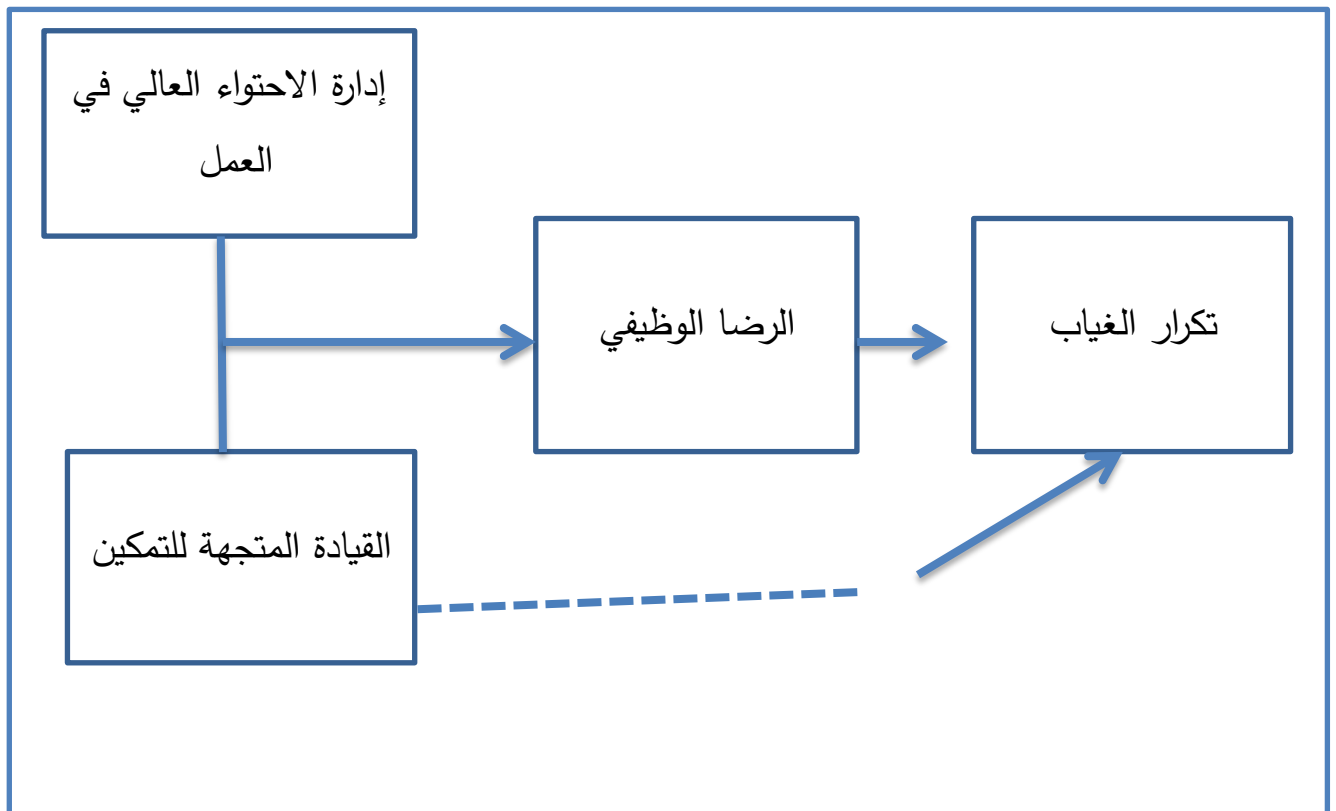 إدارة الاحتواء العالي في
العمل
الرضا الوظيفي
تكرار الغياب
القيادة المتجهة للتمكين